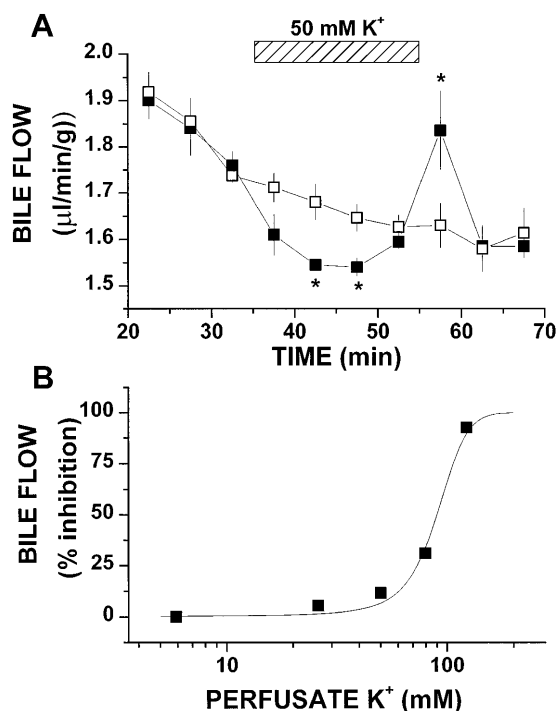 A
50 mM K⁺
2.0
1.9
1.8
1.7
1.6
1.5
BILE FLOW
(µl/min/g))
*
* *
20 30 40 50 60 70
TIME (min)
B
100
75
50
25
0
BILE FLOW
(% inhibition)
10 100
PERFUSATE K⁺ (mM)